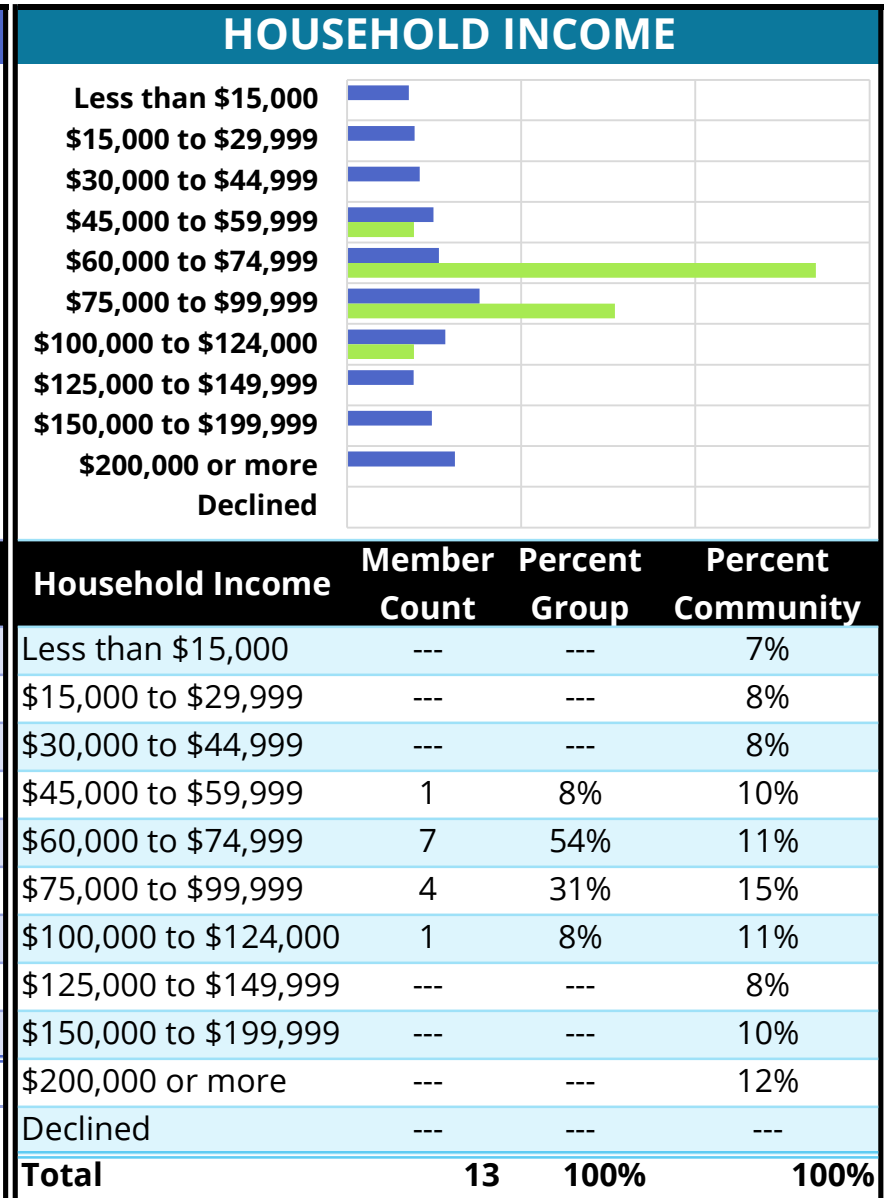 HOUSEHOLD INCOME
Less than $15,000
$15,000 to $29,999
$30,000 to $44,999
$45,000 to $59,999
$60,000 to $74,999
$75,000 to $99,999
$100,000 to $124,000
$125,000 to $149,999
$150,000 to $199,999
$200,000 or more
Declined
Household Income Member Count Percent Group Percent Community
Less than $15,000 --- --- 7%
$15,000 to $29,999 --- --- 8%
$30,000 to $44,999 --- --- 8%
$45,000 to $59,999 1 8% 10%
$60,000 to $74,999 7 54% 11%
$75,000 to $99,999 4 31% 15%
$100,000 to $124,000 1 8% 11%
$125,000 to $149,999 --- --- 8%
$150,000 to $199,999 --- --- 10%
$200,000 or more --- --- 12%
Declined --- --- ---
Total 13 100% 100%